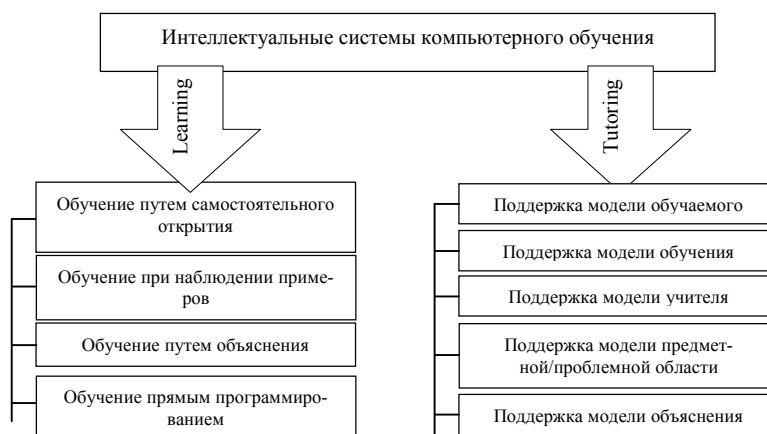 Интеллектуальные системы компьютерного обучения
Learning
Tutoring
Обучение путем самостоятельного
открытия
Обучение при наблюдении приме-
ров
Обучение путем объяснения
Обучение прямым программиро-
ванием
Поддержка модели обучаемого
Поддержка модели обучения
Поддержка модели учителя
Поддержка модели предмет-
ной/проблемной области
Поддержка модели объяснения